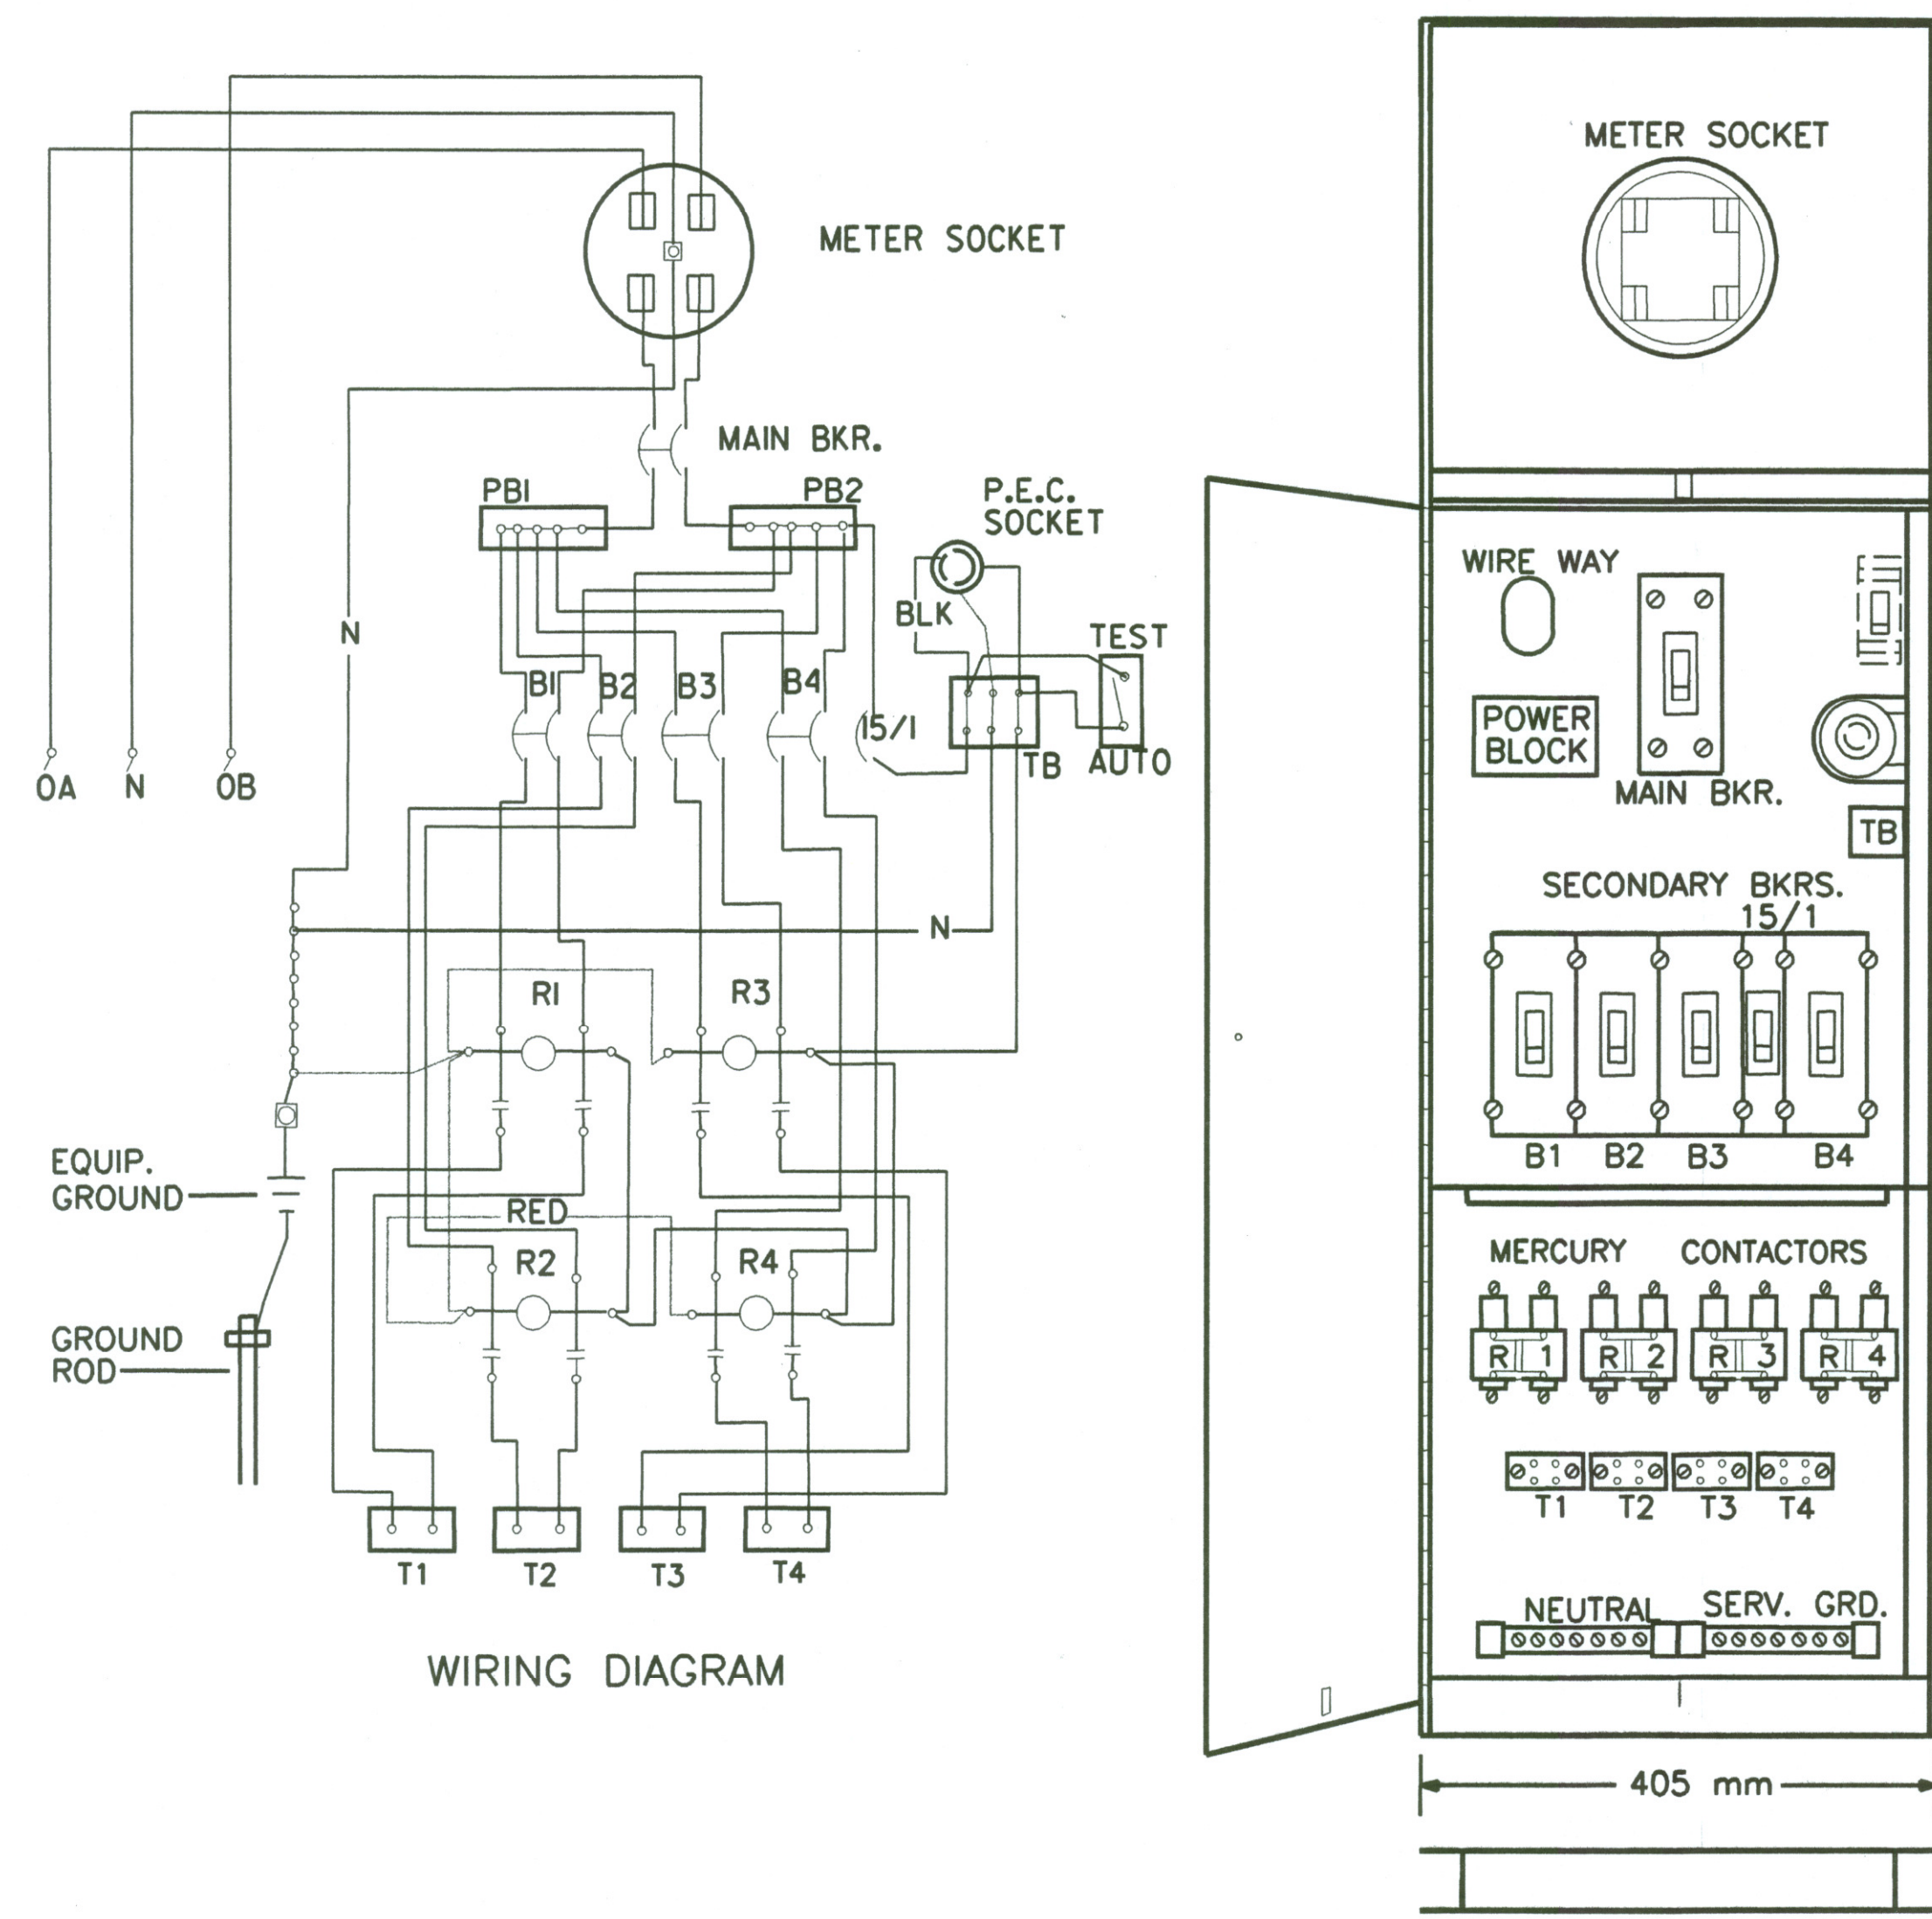 METER SOCKET
MAIN BKR.
PB1
PB2
P.E.C.
SOCKET
BLK
TEST
N
B1
B2
B3
B4
15/1
TB
AUTO
OA
N
OB
N
R1
R3
EQUIP.
GROUND
RED
R2
R4
GROUND
ROD
T1
T2
T3
T4
WIRING DIAGRAM
METER SOCKET
WIRE WAY
POWER
BLOCK
MAIN BKR.
TB
SECONDARY BKRS.
15/1
B1
B2
B3
B4
MERCURY CONTACTORS
R 1
R 2
R 3
R 4
T1
T2
T3
T4
NEUTRAL
SERV. GRD.
405 mm